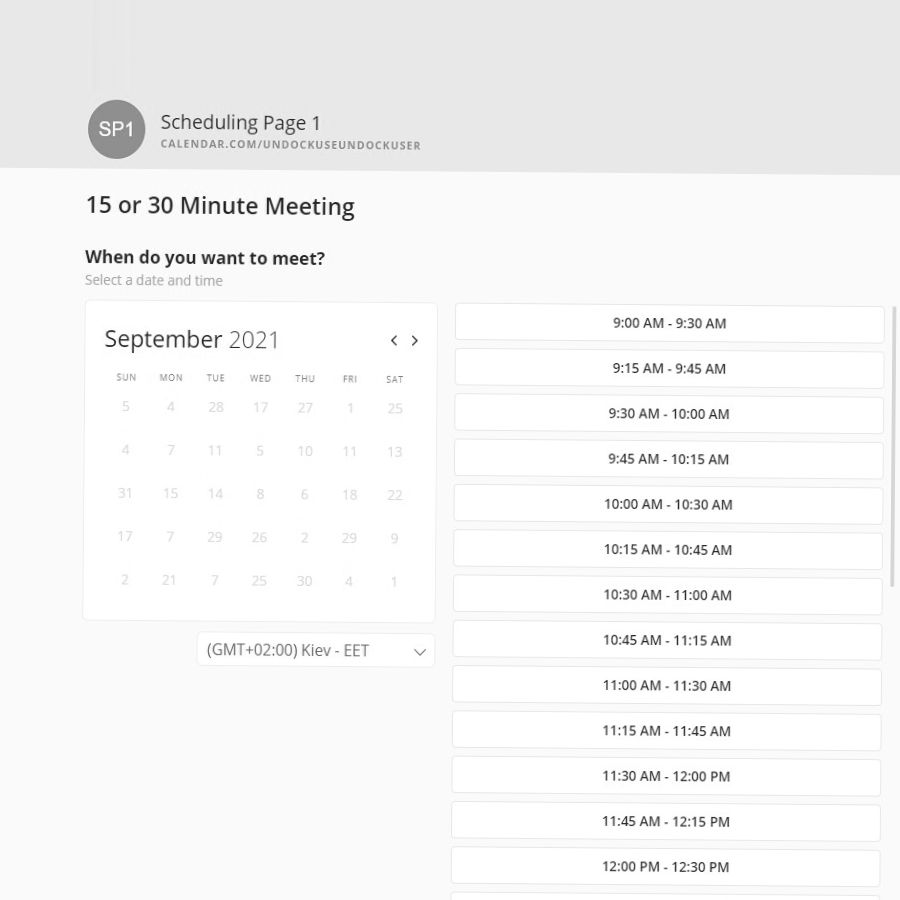 SP1
Scheduling Page 1
CALENDAR.COM/UNDOCKUSEUNDOCKUSER
15 or 30 Minute Meeting
When do you want to meet?
Select a date and time
September 2021
SUN MON TUE WED THU FRI SAT
5 4 28 17 27 1 25
4 7 11 5 10 11 13
31 15 14 8 6 18 22
17 7 29 26 2 29 9
2 21 7 25 30 4 1
(GMT+02:00) Kiev - EET
9:00 AM - 9:30 AM
9:15 AM - 9:45 AM
9:30 AM - 10:00 AM
9:45 AM - 10:15 AM
10:00 AM - 10:30 AM
10:15 AM - 10:45 AM
10:30 AM - 11:00 AM
10:45 AM - 11:15 AM
11:00 AM - 11:30 AM
11:15 AM - 11:45 AM
11:30 AM - 12:00 PM
11:45 AM - 12:15 PM
12:00 PM - 12:30 PM